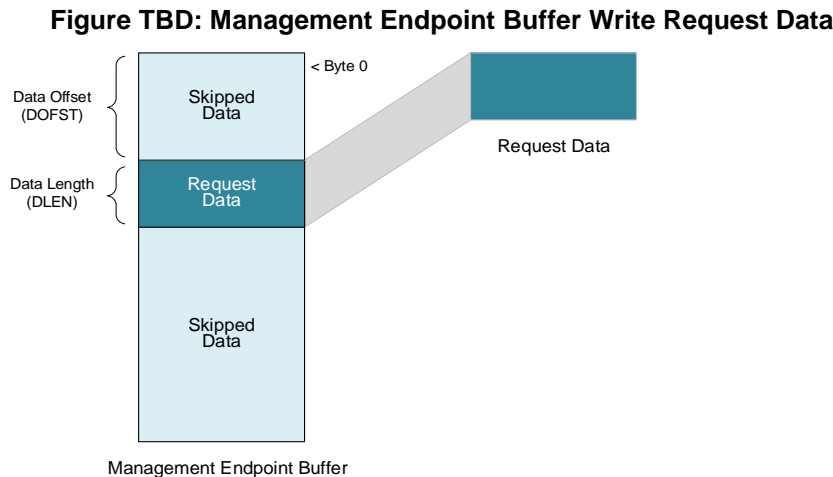 Figure TBD: Management Endpoint Buffer Write Request Data
< Byte 0
Data Offset
(DOFST)
Skipped
Data
Request Data
Data Length
(DLEN)
Request
Data
Skipped
Data
Management Endpoint Buffer